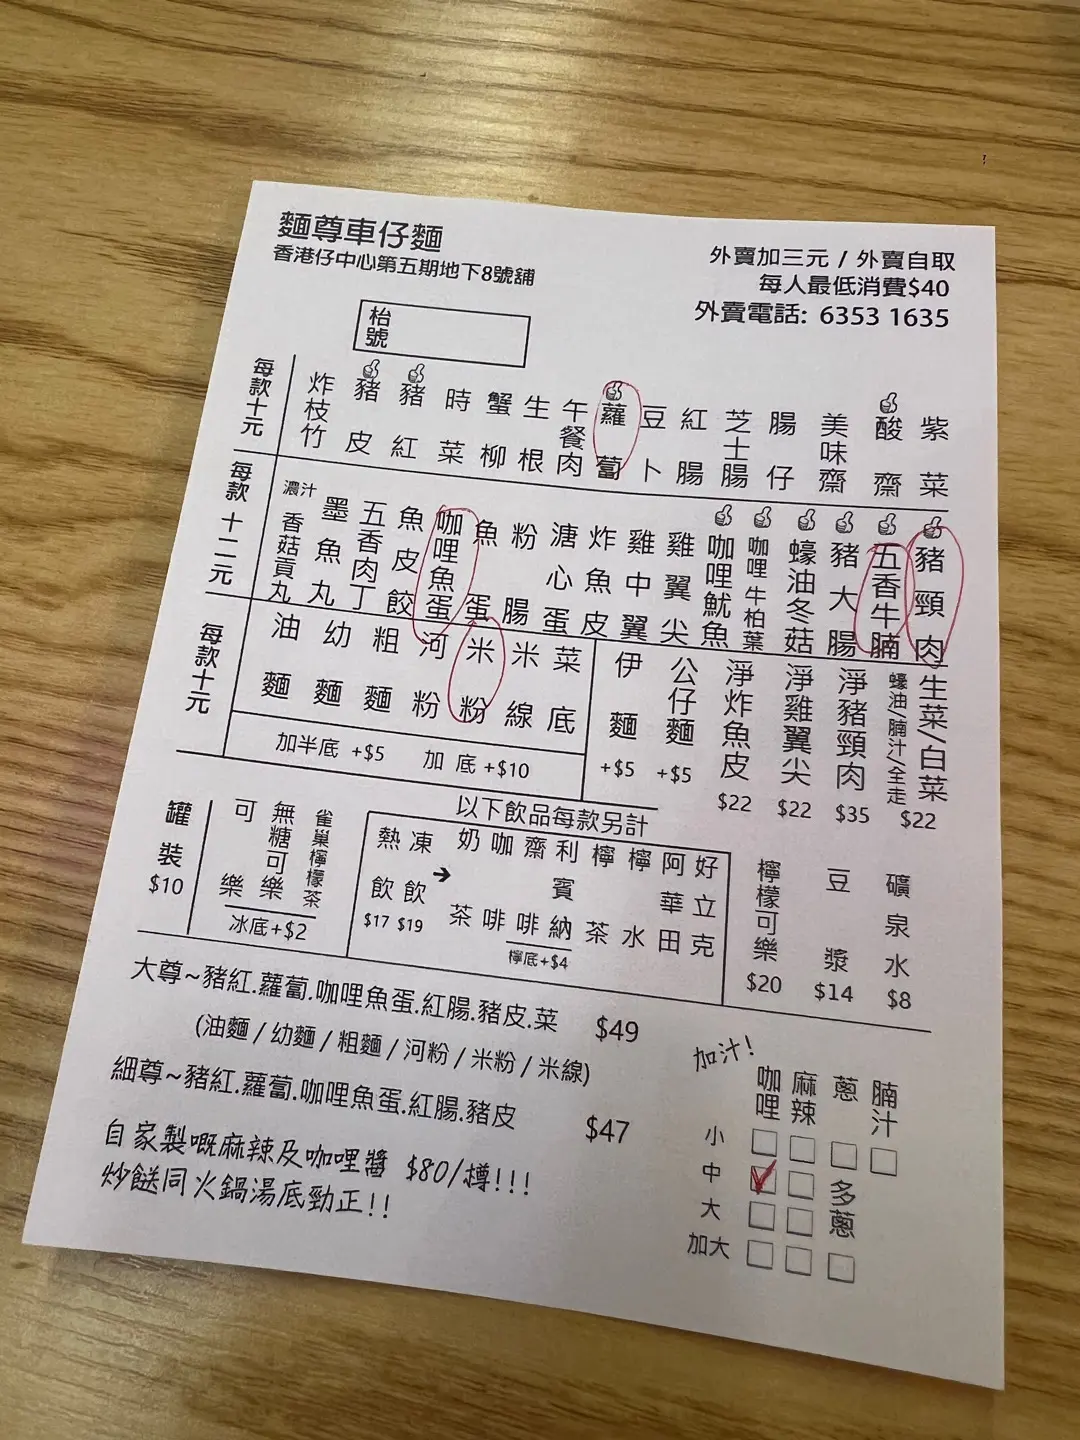 麵尊車仔麵
香港仔中心第五期地下8號舖
外賣加三元 / 外賣自取
每人最低消費$40
外賣電話: 6353 1635
枱號
每款十元
炸枝竹
豬皮
豬紅
時菜
蟹柳
生根
午餐肉
蘿蔔
豆卜
紅腸
芝士腸
腸仔
美味齋
酸齋
紫菜
每款十二元
濃汁香菇貢丸
墨魚丸
五香肉丁
魚皮餃
咖哩魚蛋
魚蛋
粉腸
溏心蛋
炸魚皮
雞中翼
雞翼尖
咖哩魷魚
咖哩牛柏葉
蠔油冬菇
豬大腸
五香牛腩
豬頸肉
每款十元
油麵
幼麵
粗麵
河粉
米粉
米線
菜底
加半底 +$5
加底+$10
伊麵 +$5
公仔麵 +$5
淨炸魚皮 $22
淨雞翼尖 $22
淨豬頸肉 $35
生菜/白菜
蠔油/腩汁/全走
$22
罐裝 $10
可樂
無糖可樂
雀巢檸檬茶
冰底+$2
以下飲品每款另計
熱飲 $17
凍飲 $19
➔
奶茶
咖啡
齋啡
利賓納
檸茶
檸水
阿華田
好立克
檸底+$4
檸檬可樂 $20
豆漿 $14
礦泉水 $8
大尊~豬紅.蘿蔔.咖哩魚蛋.紅腸.豬皮.菜 $49
(油麵 / 幼麵 / 粗麵 / 河粉 / 米粉 / 米線)
細尊~豬紅.蘿蔔.咖哩魚蛋.紅腸.豬皮 $47
自家製嘅麻辣及咖哩醬 $80/樽!!!
炒餸同火鍋湯底勁正!!
加汁!
咖哩 麻辣 蔥 腩汁
小
中 多蔥
大
加大